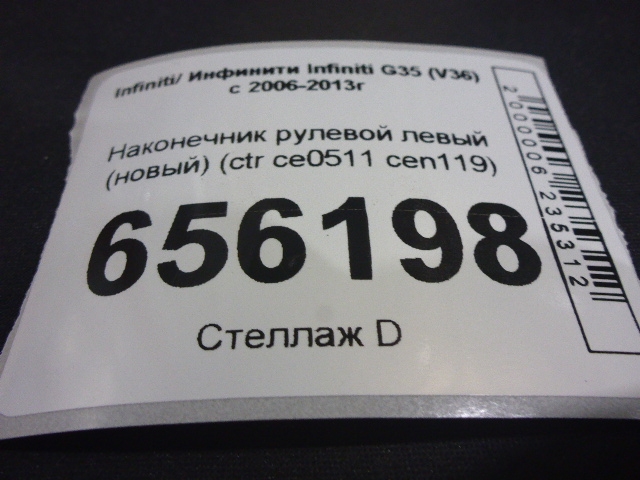 Infiniti/ Инфинити Infiniti G35 (V36)
с 2006-2013г
Наконечник рулевой левый
(новый) (ctr ce0511 cen119)
656198
Стеллаж D
2000006235312